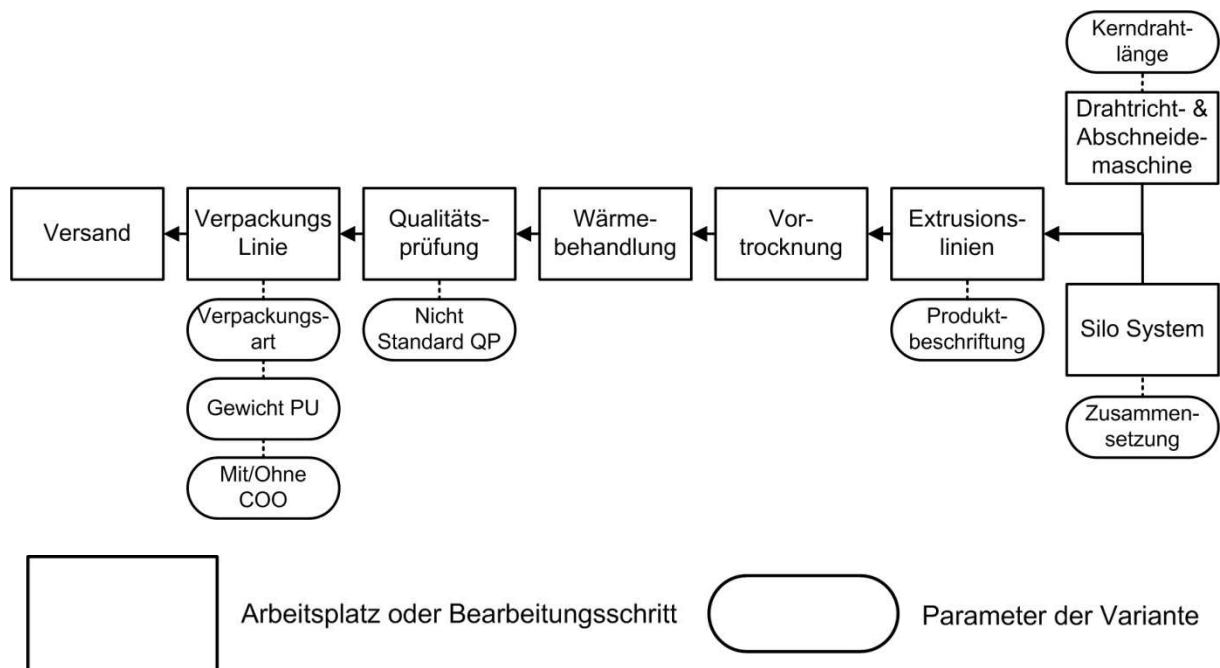 Kerndraht-
länge
Drahtricht- &
Abschneide-
maschine
Versand
Verpackungs
Linie
Qualitäts-
prüfung
Wärme-
behandlung
Vor-
trocknung
Extrusions-
linien
Verpackungs-
art
Nicht
Standard QP
Produkt-
beschriftung
Silo System
Gewicht PU
Zusammen-
setzung
Mit/Ohne
COO
Arbeitsplatz oder Bearbeitungsschritt
Parameter der Variante